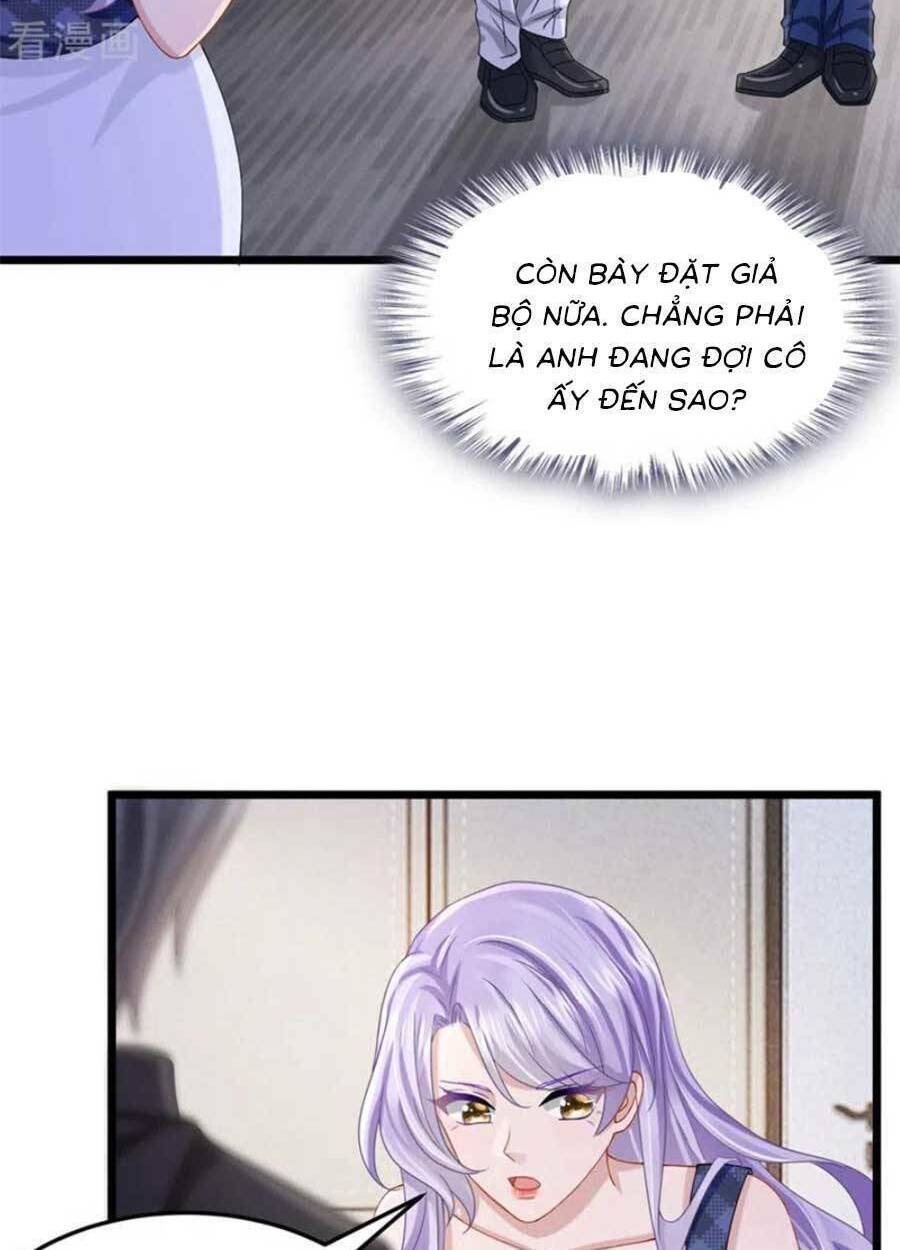 看漫画
CÒN BÀY ĐẶT GIẢ
BỘ NỮA. CHẲNG PHẢI
LÀ ANH ĐANG ĐỢI CÔ
ẤY ĐẾN SAO?